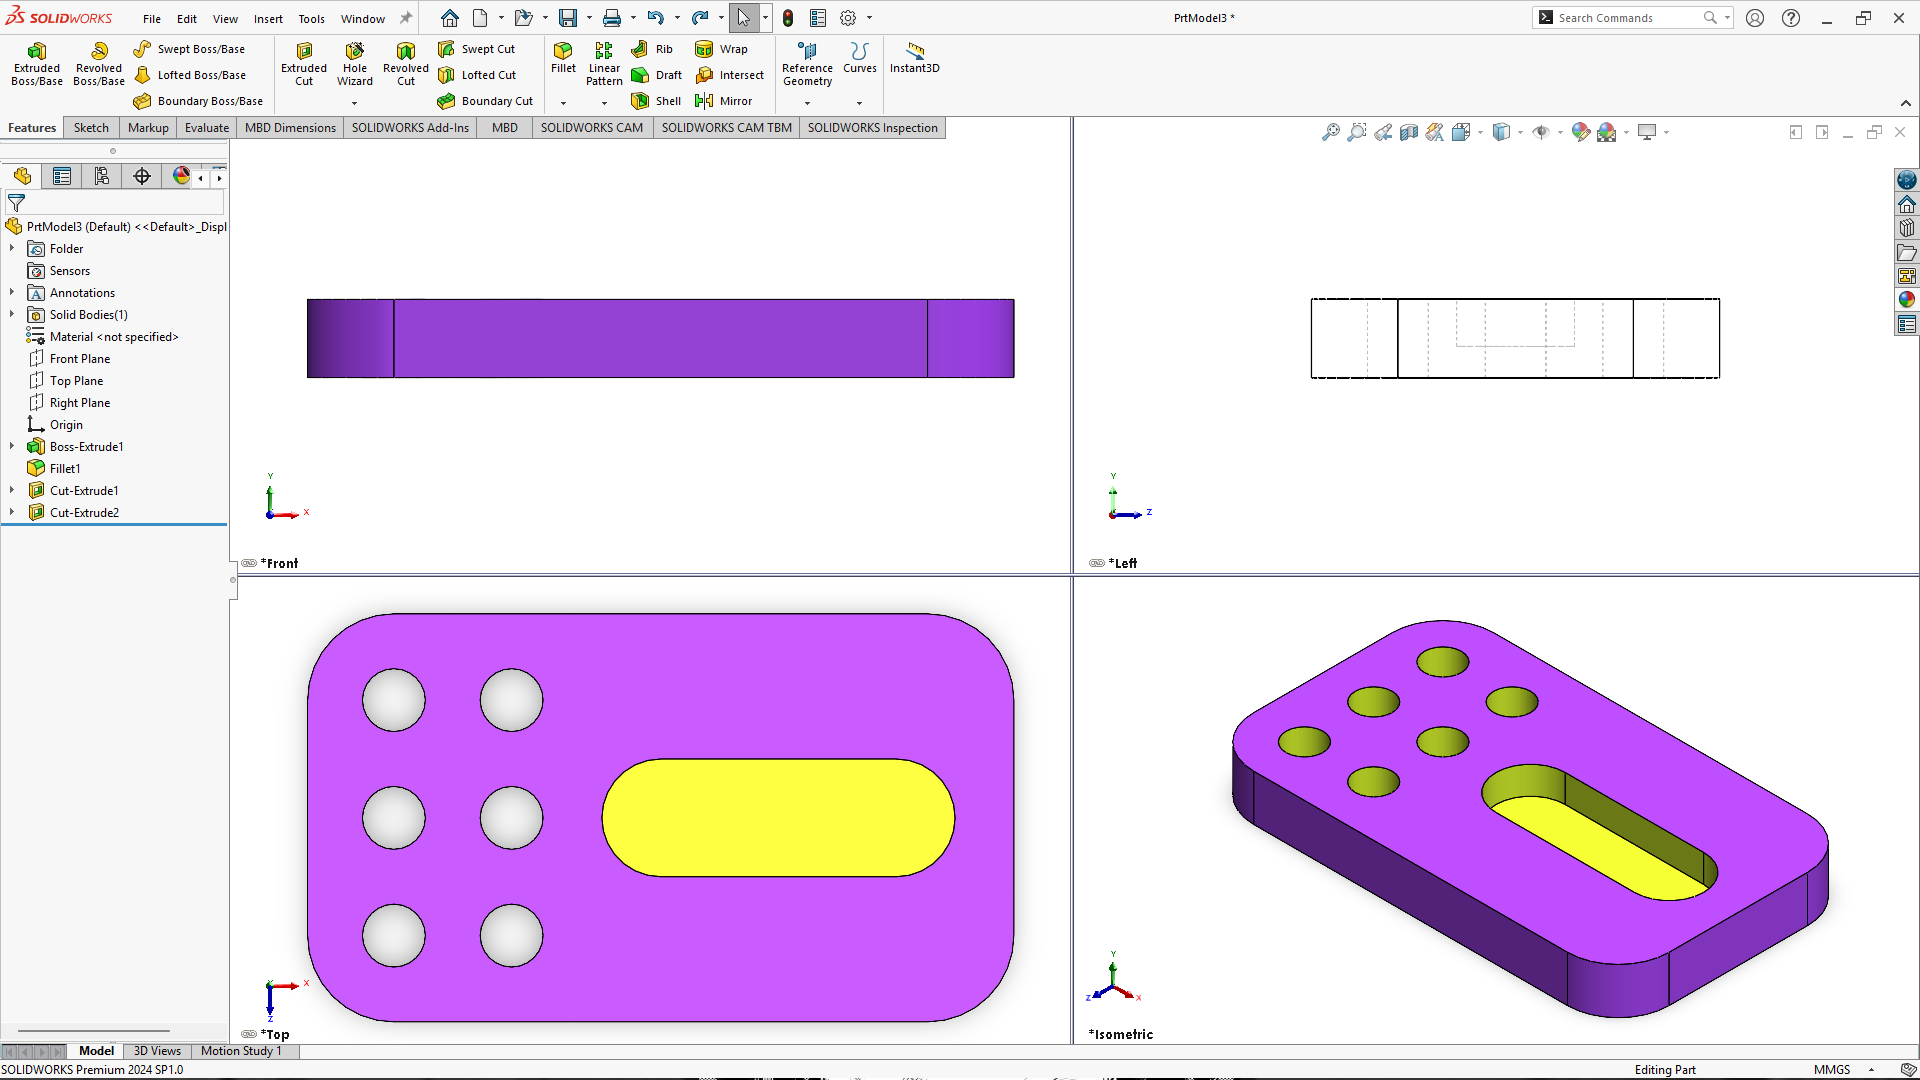 SOLIDWORKS
File Edit View Insert Tools Window
PrtModel3 *
Search Commands
Extruded Boss/Base
Revolved Boss/Base
Swept Boss/Base
Lofted Boss/Base
Boundary Boss/Base
Extruded Cut
Hole Wizard
Revolved Cut
Swept Cut
Lofted Cut
Boundary Cut
Fillet
Linear Pattern
Rib
Draft
Shell
Wrap
Intersect
Mirror
Reference Geometry
Curves
Instant3D
Features Sketch Markup Evaluate MBD Dimensions SOLIDWORKS Add-Ins MBD SOLIDWORKS CAM SOLIDWORKS CAM TBM SOLIDWORKS Inspection
PrtModel3 (Default) <<Default>_Displ
Folder
Sensors
Annotations
Solid Bodies(1)
Material <not specified>
Front Plane
Top Plane
Right Plane
Origin
Boss-Extrude1
Fillet1
Cut-Extrude1
Cut-Extrude2
Y
X
*Front
Y
Z
*Left
X
Z
*Top
Y
Z
X
*Isometric
Model 3D Views Motion Study 1
SOLIDWORKS Premium 2024 SP1.0
Editing Part
MMGS